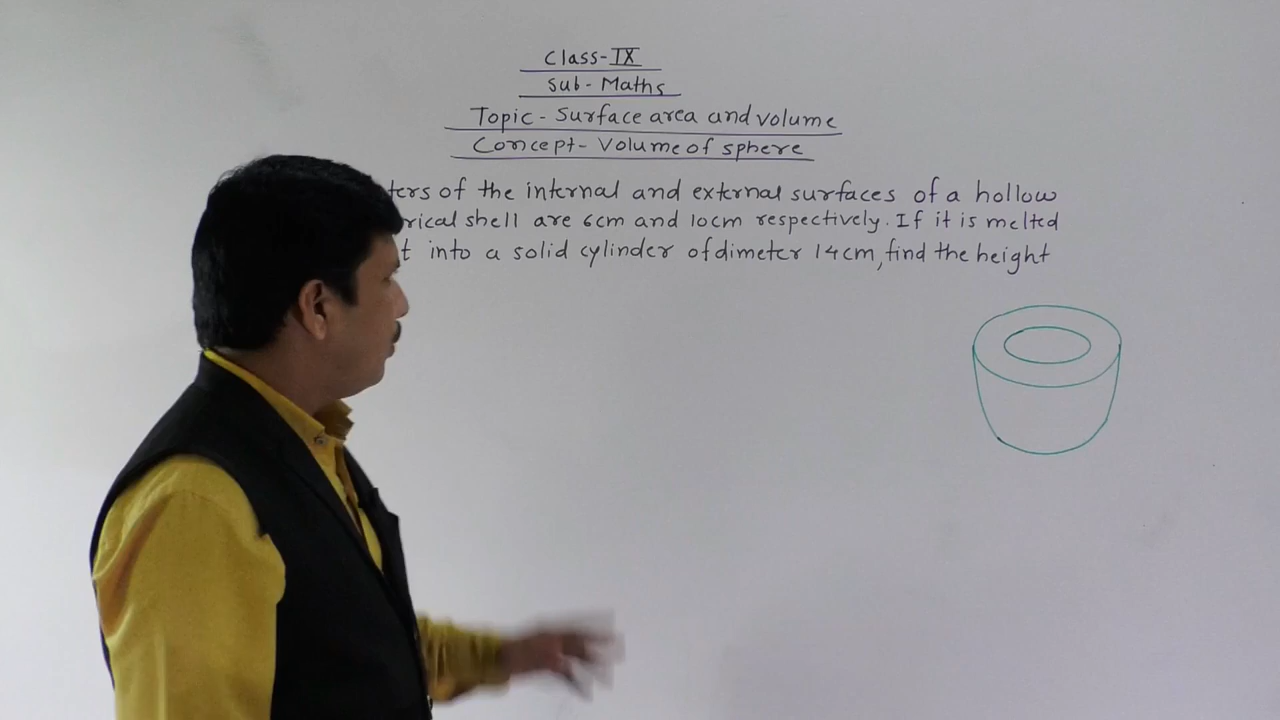 Class-IX
Sub- Maths
Topic- Surface area and volume
Concept- Volume of sphere
ters of the internal and external surfaces of a hollow
rical shell are 6cm and 10cm respectively. If it is melted
t into a solid cylinder of dimeter 14cm, find the height